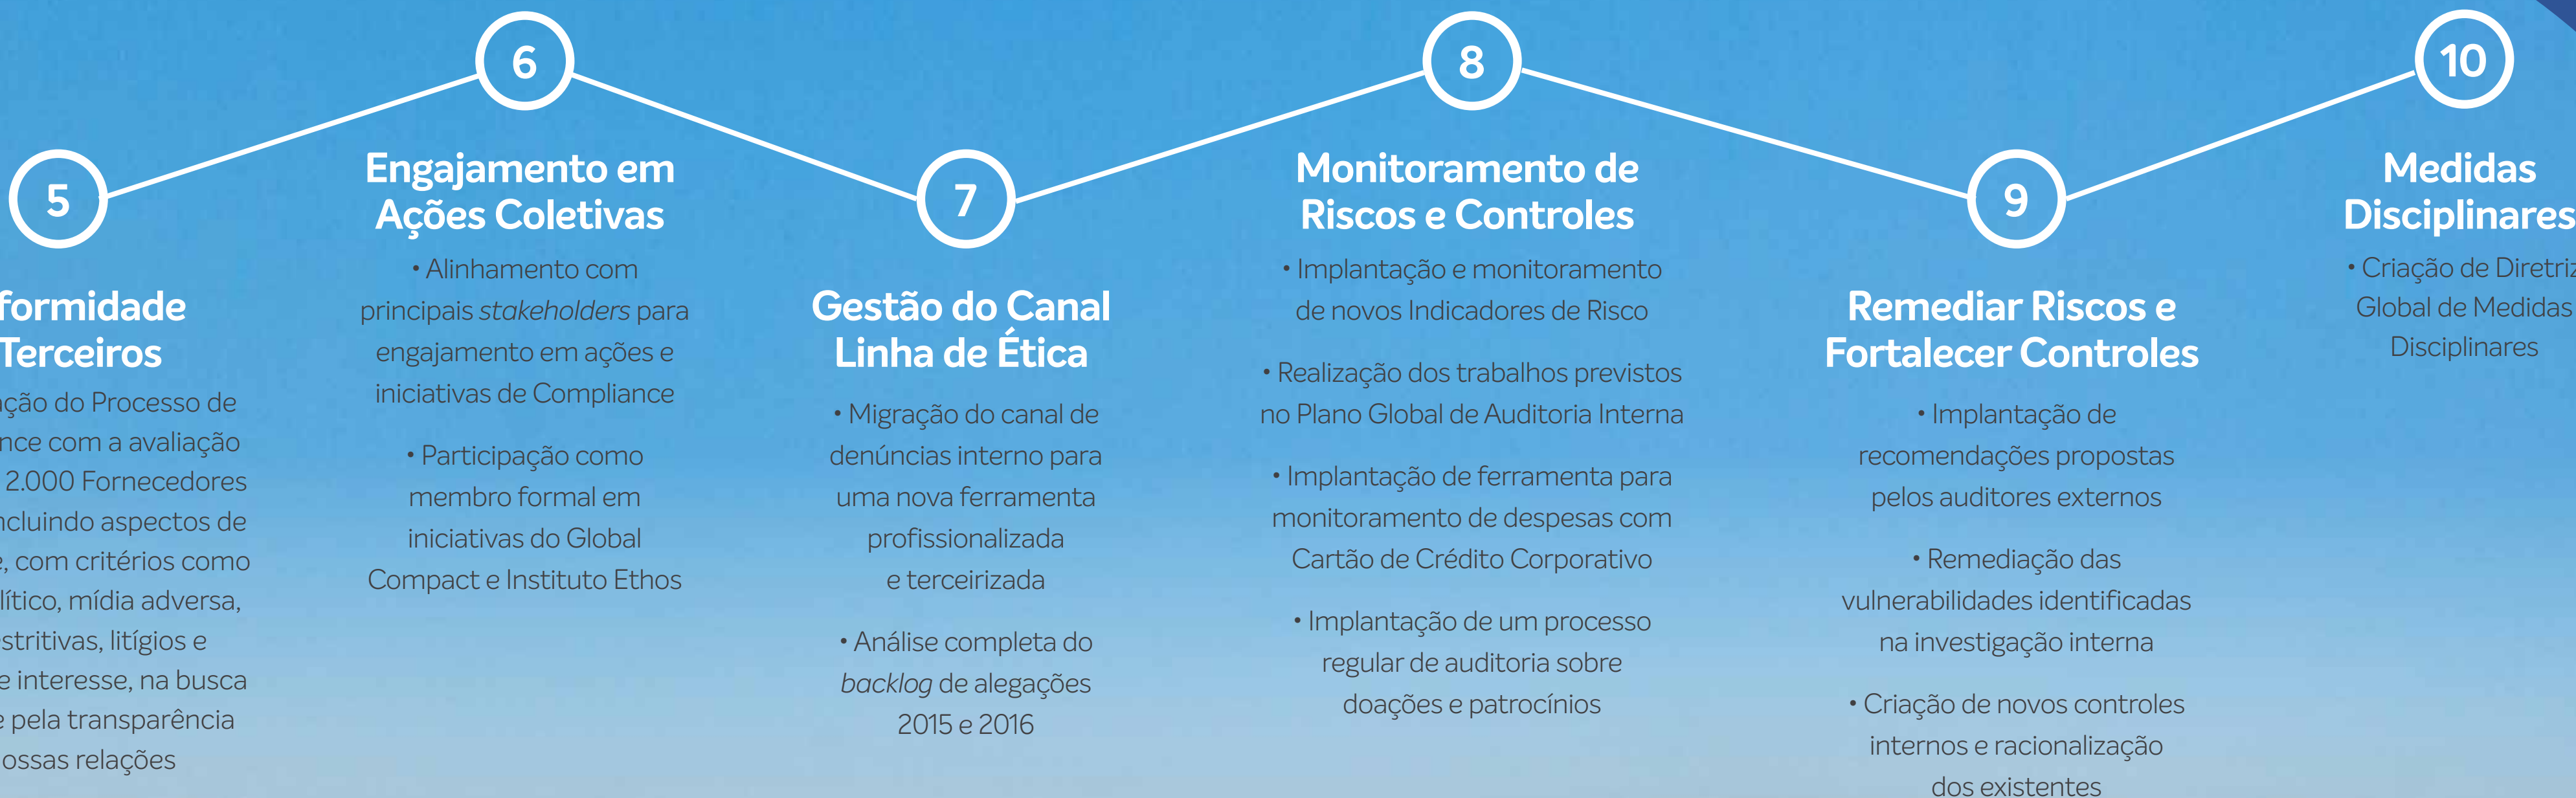 5
formidade
Terceiros
ação do Processo de
nce com a avaliação
2.000 Fornecedores
ncluindo aspectos de
e, com critérios como
lítico, mídia adversa,
stritivas, litígios e
e interesse, na busca
e pela transparência
ossas relações
6
Engajamento em
Ações Coletivas
• Alinhamento com
principais stakeholders para
engajamento em ações e
iniciativas de Compliance
• Participação como
membro formal em
iniciativas do Global
Compact e Instituto Ethos
7
Gestão do Canal
Linha de Ética
• Migração do canal de
denúncias interno para
uma nova ferramenta
profissionalizada
e terceirizada
• Análise completa do
backlog de alegações
2015 e 2016
8
Monitoramento de
Riscos e Controles
• Implantação e monitoramento
de novos Indicadores de Risco
• Realização dos trabalhos previstos
no Plano Global de Auditoria Interna
• Implantação de ferramenta para
monitoramento de despesas com
Cartão de Crédito Corporativo
• Implantação de um processo
regular de auditoria sobre
doações e patrocínios
9
Remediar Riscos e
Fortalecer Controles
• Implantação de
recomendações propostas
pelos auditores externos
• Remediação das
vulnerabilidades identificadas
na investigação interna
• Criação de novos controles
internos e racionalização
dos existentes
10
Medidas
Disciplinares
• Criação de Diretriz
Global de Medidas
Disciplinares